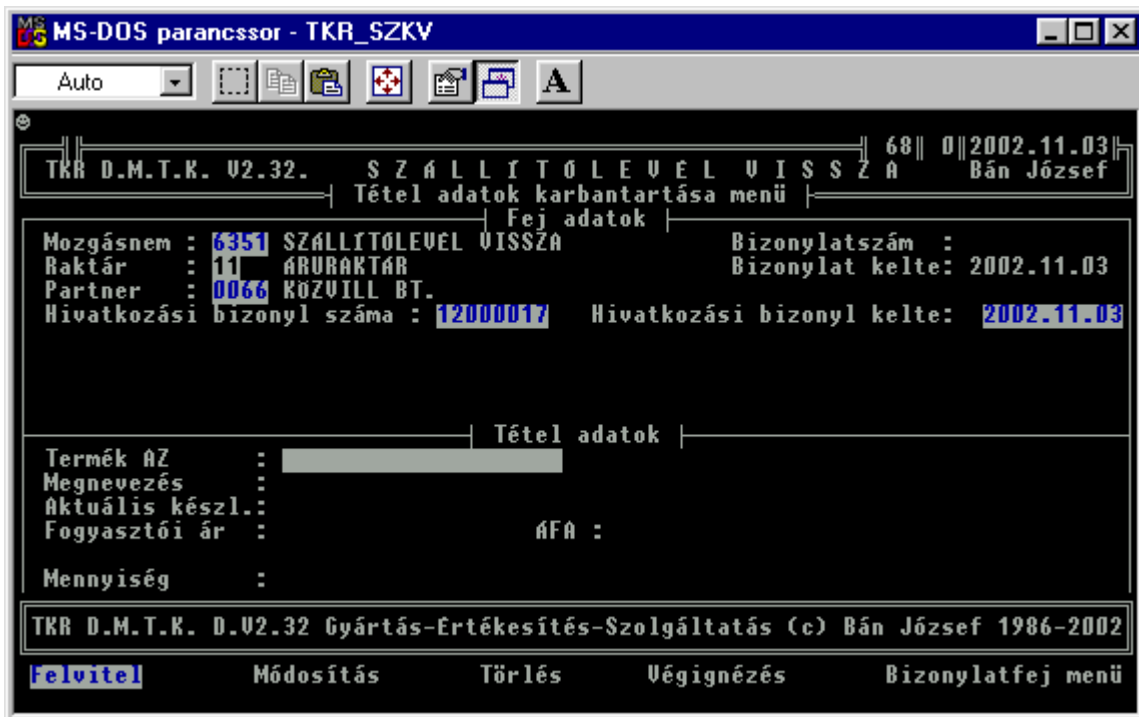 MS-DOS parancssor - TKR_SZKV
Auto
A
68 0 2002.11.03
TKR D.M.T.K. V2.32. S Z Á L L Í T Ó L E V É L V I S S Z A Bán József
Tétel adatok karbantartása menü
Fej adatok
Mozgásnem : 6351 SZÁLLÍTÓLEVÉL VISSZA Bizonylatszám :
Raktár : 11 ÁRURAKTÁR Bizonylat kelte: 2002.11.03
Partner : 0066 KÖZVILL BT.
Hivatkozási bizonyl száma : 12000017 Hivatkozási bizonyl kelte: 2002.11.03
Tétel adatok
Termék AZ :
Megnevezés :
Aktuális készl.:
Fogyasztói ár : ÁFA :
Mennyiség :
TKR D.M.T.K. D.V2.32 Gyártás-Értékesítés-Szolgáltatás (c) Bán József 1986-2002
Felvitel Módosítás Törlés Végignézés Bizonylatfej menü